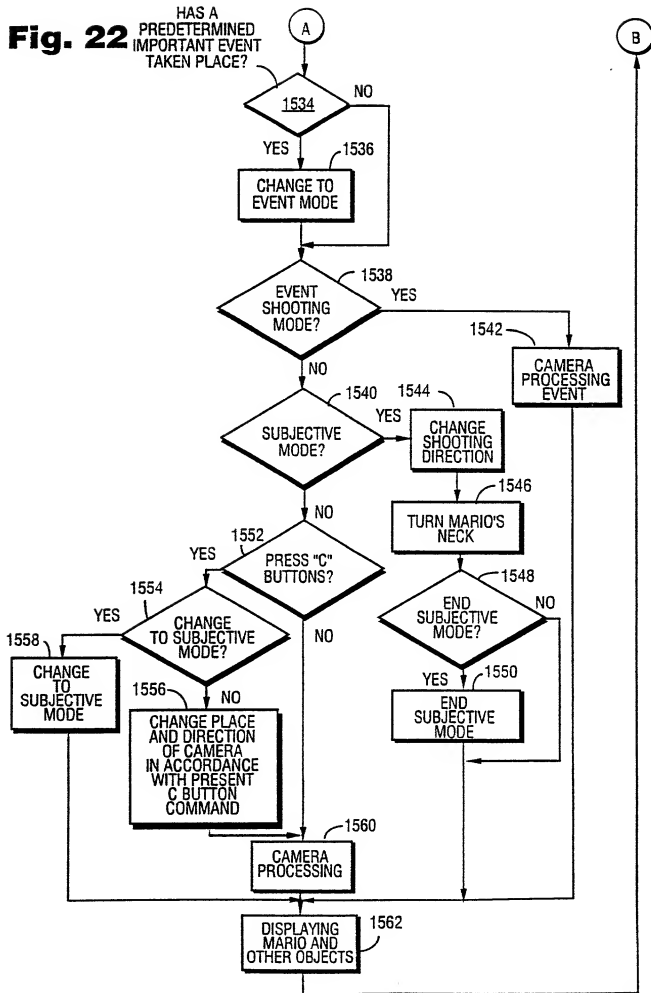 Fig. 22
HAS A
PREDETERMINED
IMPORTANT EVENT
TAKEN PLACE?
A
B
1534
NO
YES
1536
CHANGE TO
EVENT MODE
1538
EVENT
SHOOTING
MODE?
YES
1542
CAMERA
PROCESSING
EVENT
NO
1540
SUBJECTIVE
MODE?
YES
1544
CHANGE
SHOOTING
DIRECTION
1546
TURN MARIO'S
NECK
NO
1552
YES
PRESS "C"
BUTTONS?
1548
END
SUBJECTIVE
MODE?
NO
1554
YES
CHANGE
TO SUBJECTIVE
MODE?
NO
YES
1550
END
SUBJECTIVE
MODE
1558
CHANGE
TO
SUBJECTIVE
MODE
1556
NO
CHANGE PLACE
AND DIRECTION
OF CAMERA
IN ACCORDANCE
WITH PRESENT
C BUTTON
COMMAND
1560
CAMERA
PROCESSING
DISPLAYING
MARIO AND
OTHER OBJECTS
1562